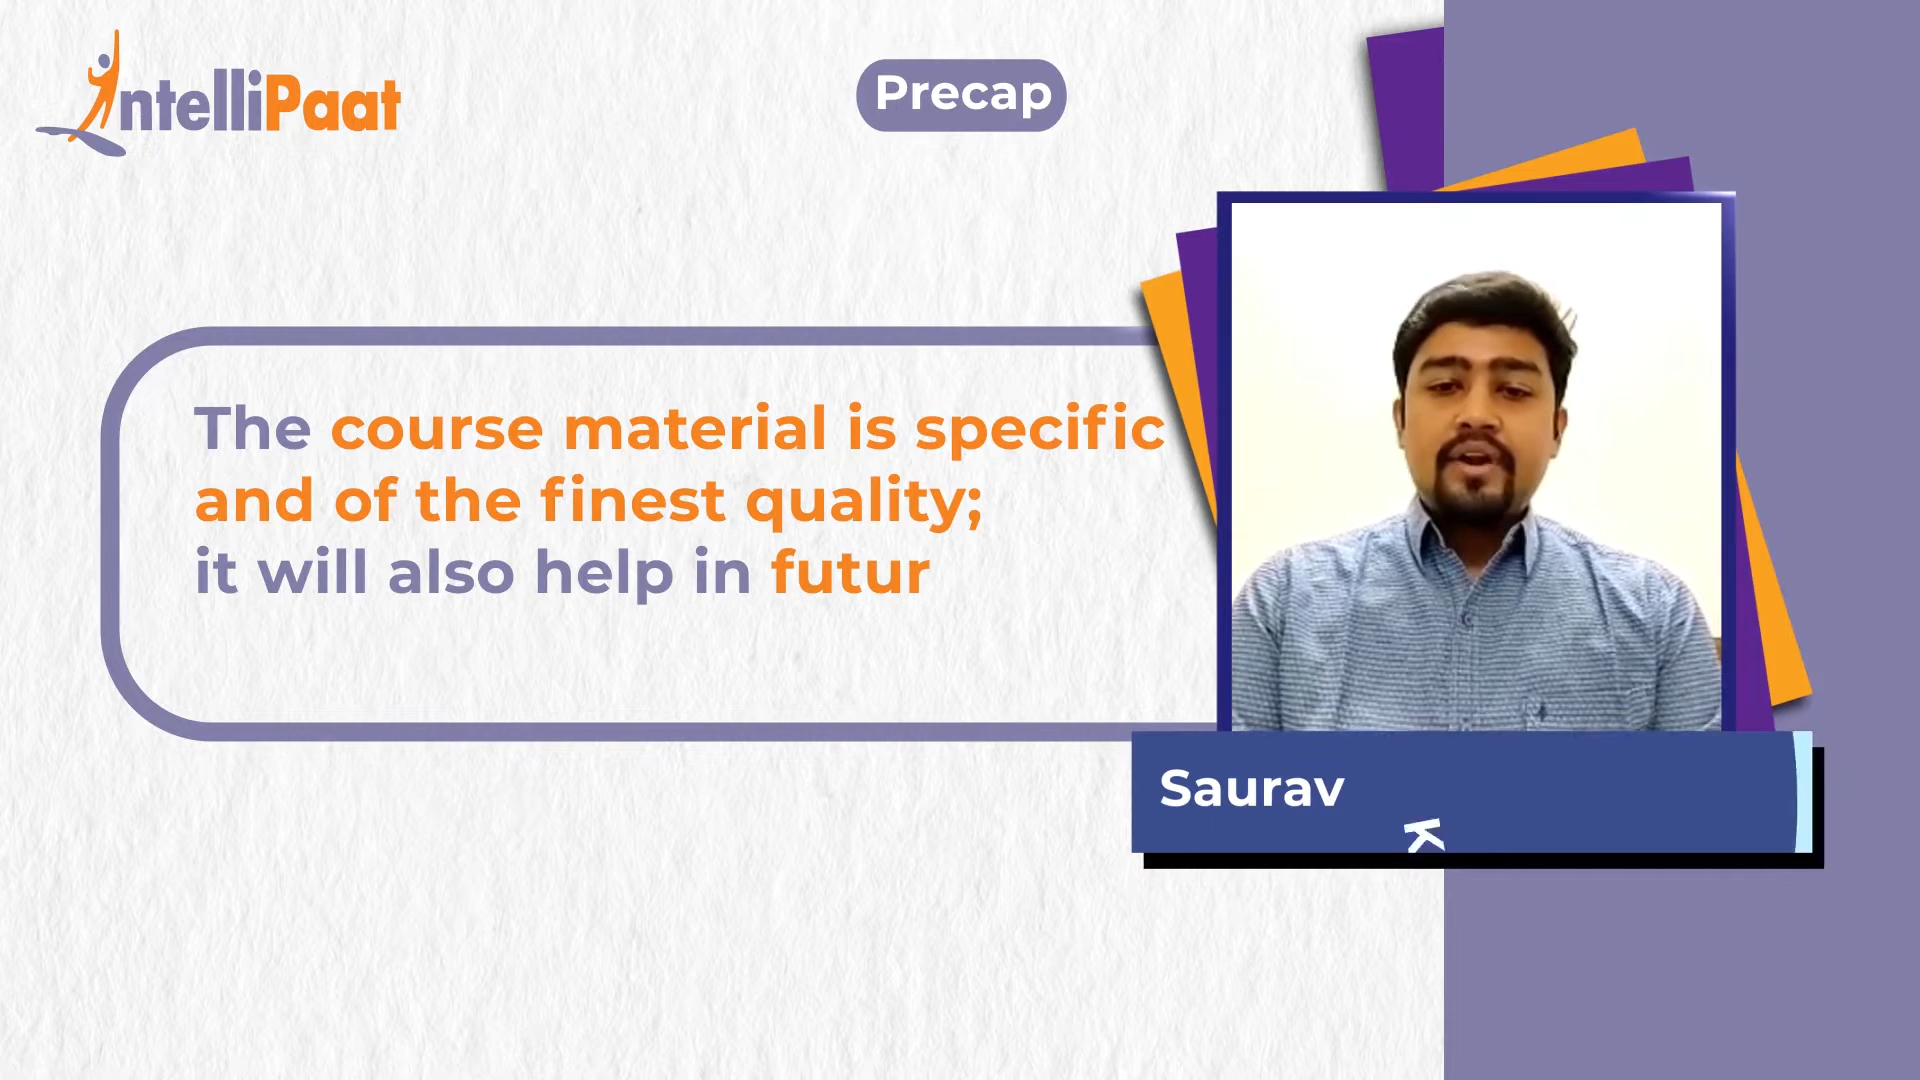 IntelliPaat
Precap
The course material is specific
and of the finest quality;
it will also help in futur
Saurav
K